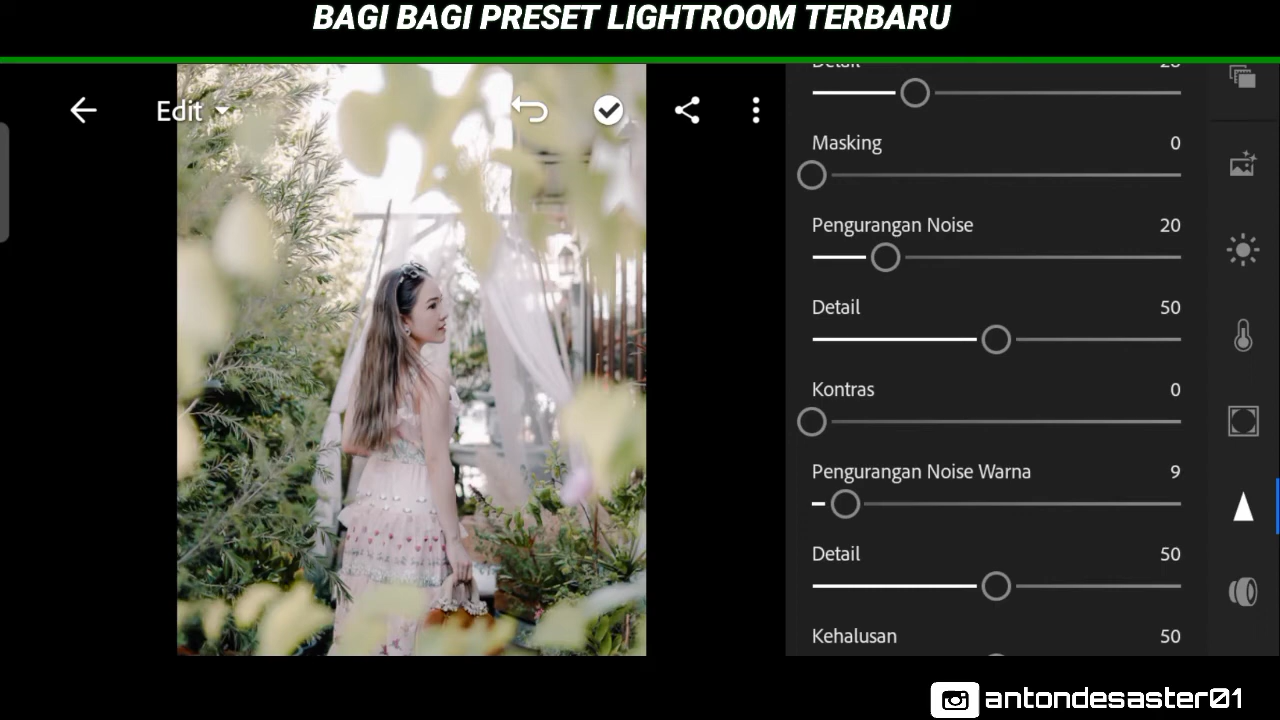 BAGI BAGI PRESET LIGHTROOM TERBARU
Edit
Detail
Masking 0
Pengurangan Noise 20
Detail 50
Kontras 0
Pengurangan Noise Warna 9
Detail 50
Kehalusan 50
antondesaster01